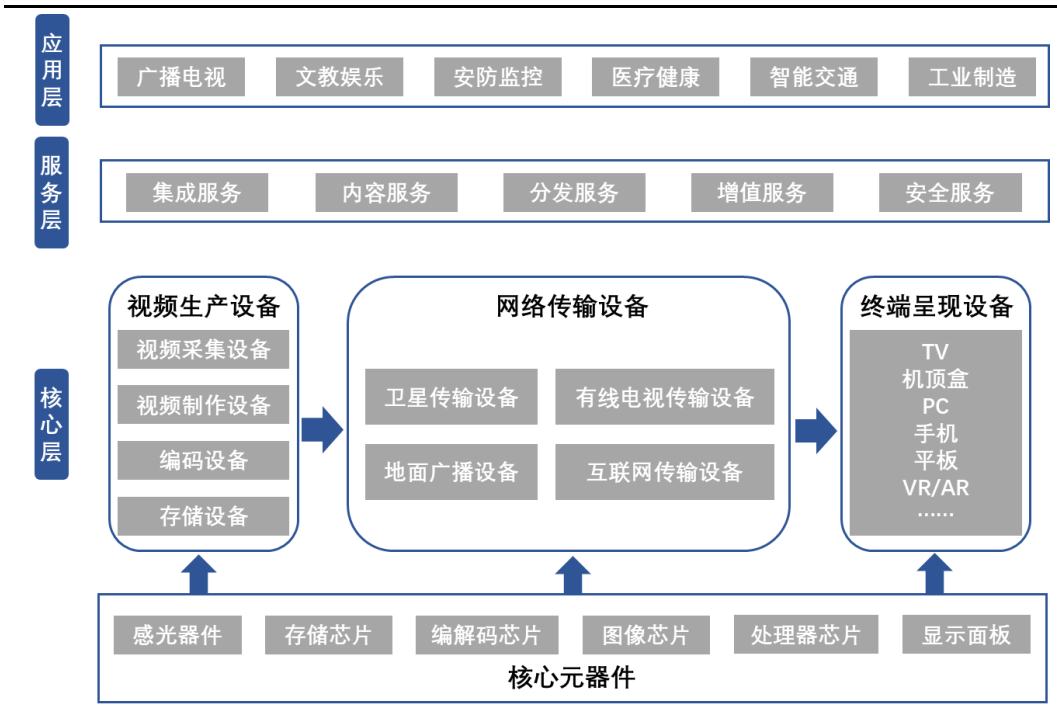 应用层
广播电视
文教娱乐
安防监控
医疗健康
智能交通
工业制造
服务层
集成服务
内容服务
分发服务
增值服务
安全服务
核心层
视频生产设备
视频采集设备
视频制作设备
编码设备
存储设备
网络传输设备
卫星传输设备
有线电视传输设备
地面广播设备
互联网传输设备
终端呈现设备
TV
机顶盒
PC
手机
平板
VR/AR
……
感光器件
存储芯片
编解码芯片
图像芯片
处理器芯片
显示面板
核心元器件